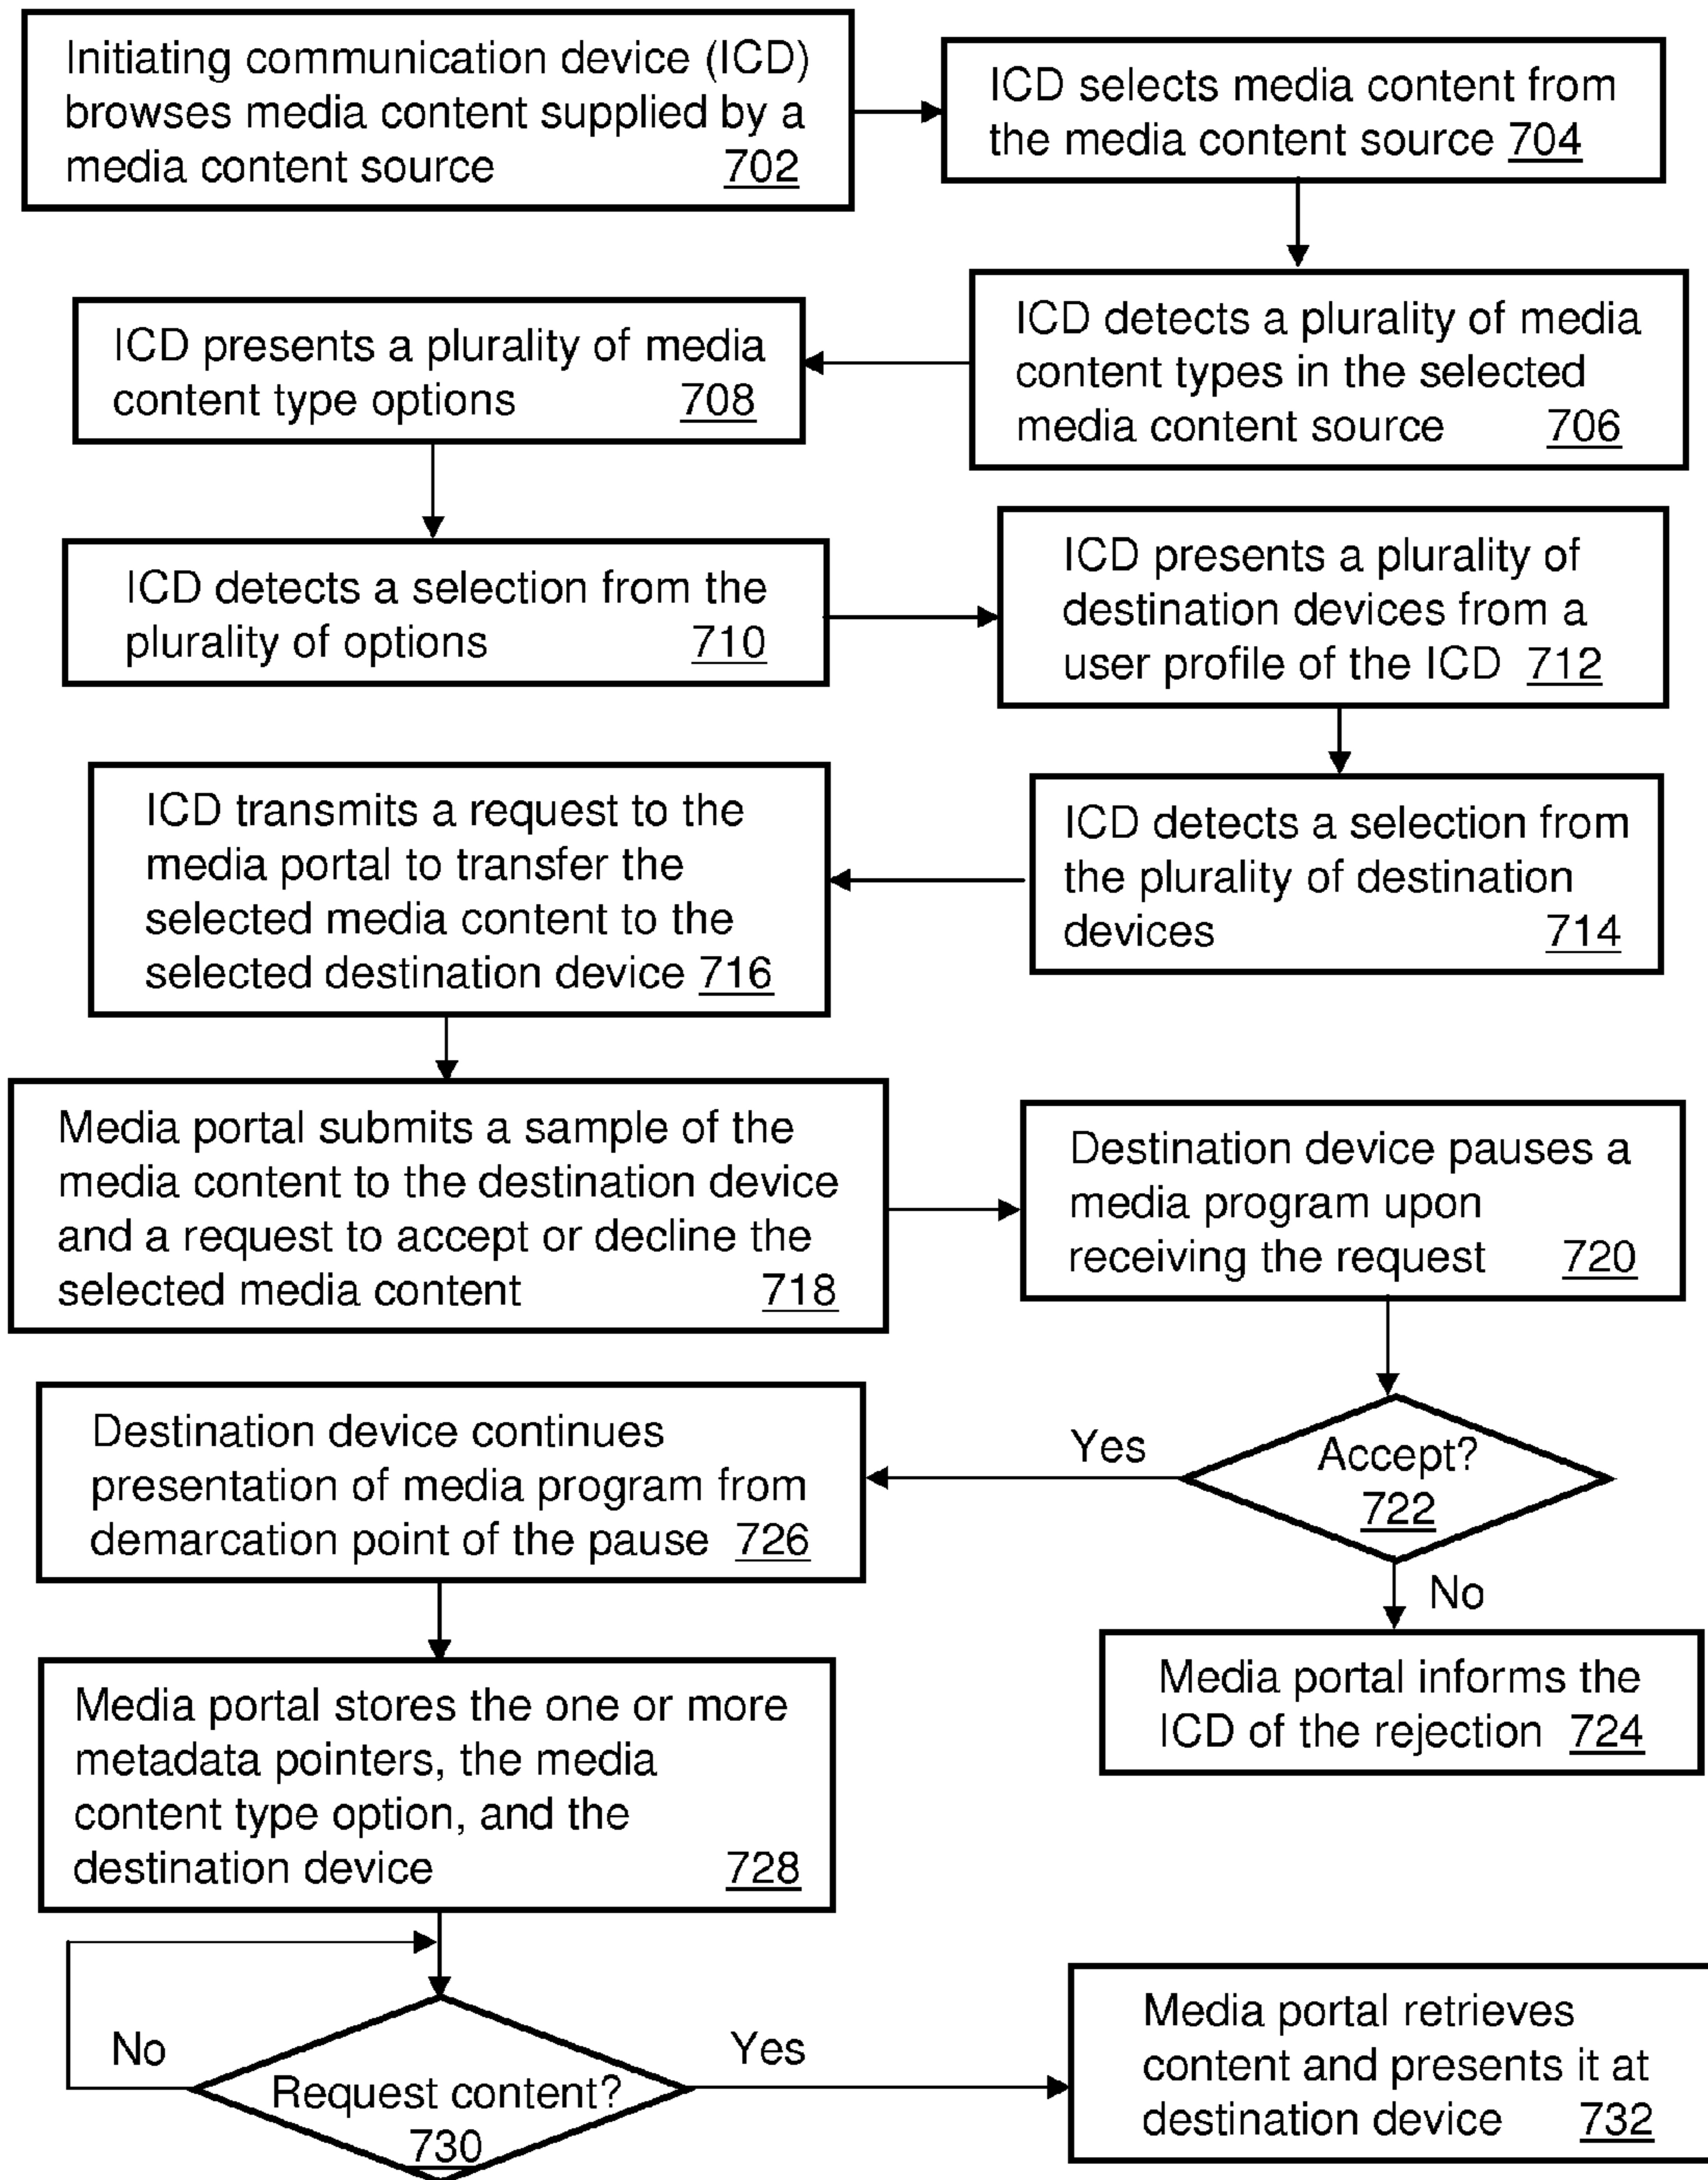 Initiating communication device (ICD)
browses media content supplied by a
media content source 702
ICD selects media content from
the media content source 704
ICD detects a plurality of media
content types in the selected
media content source 706
ICD presents a plurality of media
content type options 708
ICD detects a selection from the
plurality of options 710
ICD presents a plurality of
destination devices from a
user profile of the ICD 712
ICD detects a selection from
the plurality of destination
devices 714
ICD transmits a request to the
media portal to transfer the
selected media content to the
selected destination device 716
Media portal submits a sample of the
media content to the destination device
and a request to accept or decline the
selected media content 718
Destination device pauses a
media program upon
receiving the request 720
Accept?
722
Yes
No
Media portal informs the
ICD of the rejection 724
Destination device continues
presentation of media program from
demarcation point of the pause 726
Media portal stores the one or more
metadata pointers, the media
content type option, and the
destination device 728
Request content?
730
No
Yes
Media portal retrieves
content and presents it at
destination device 732